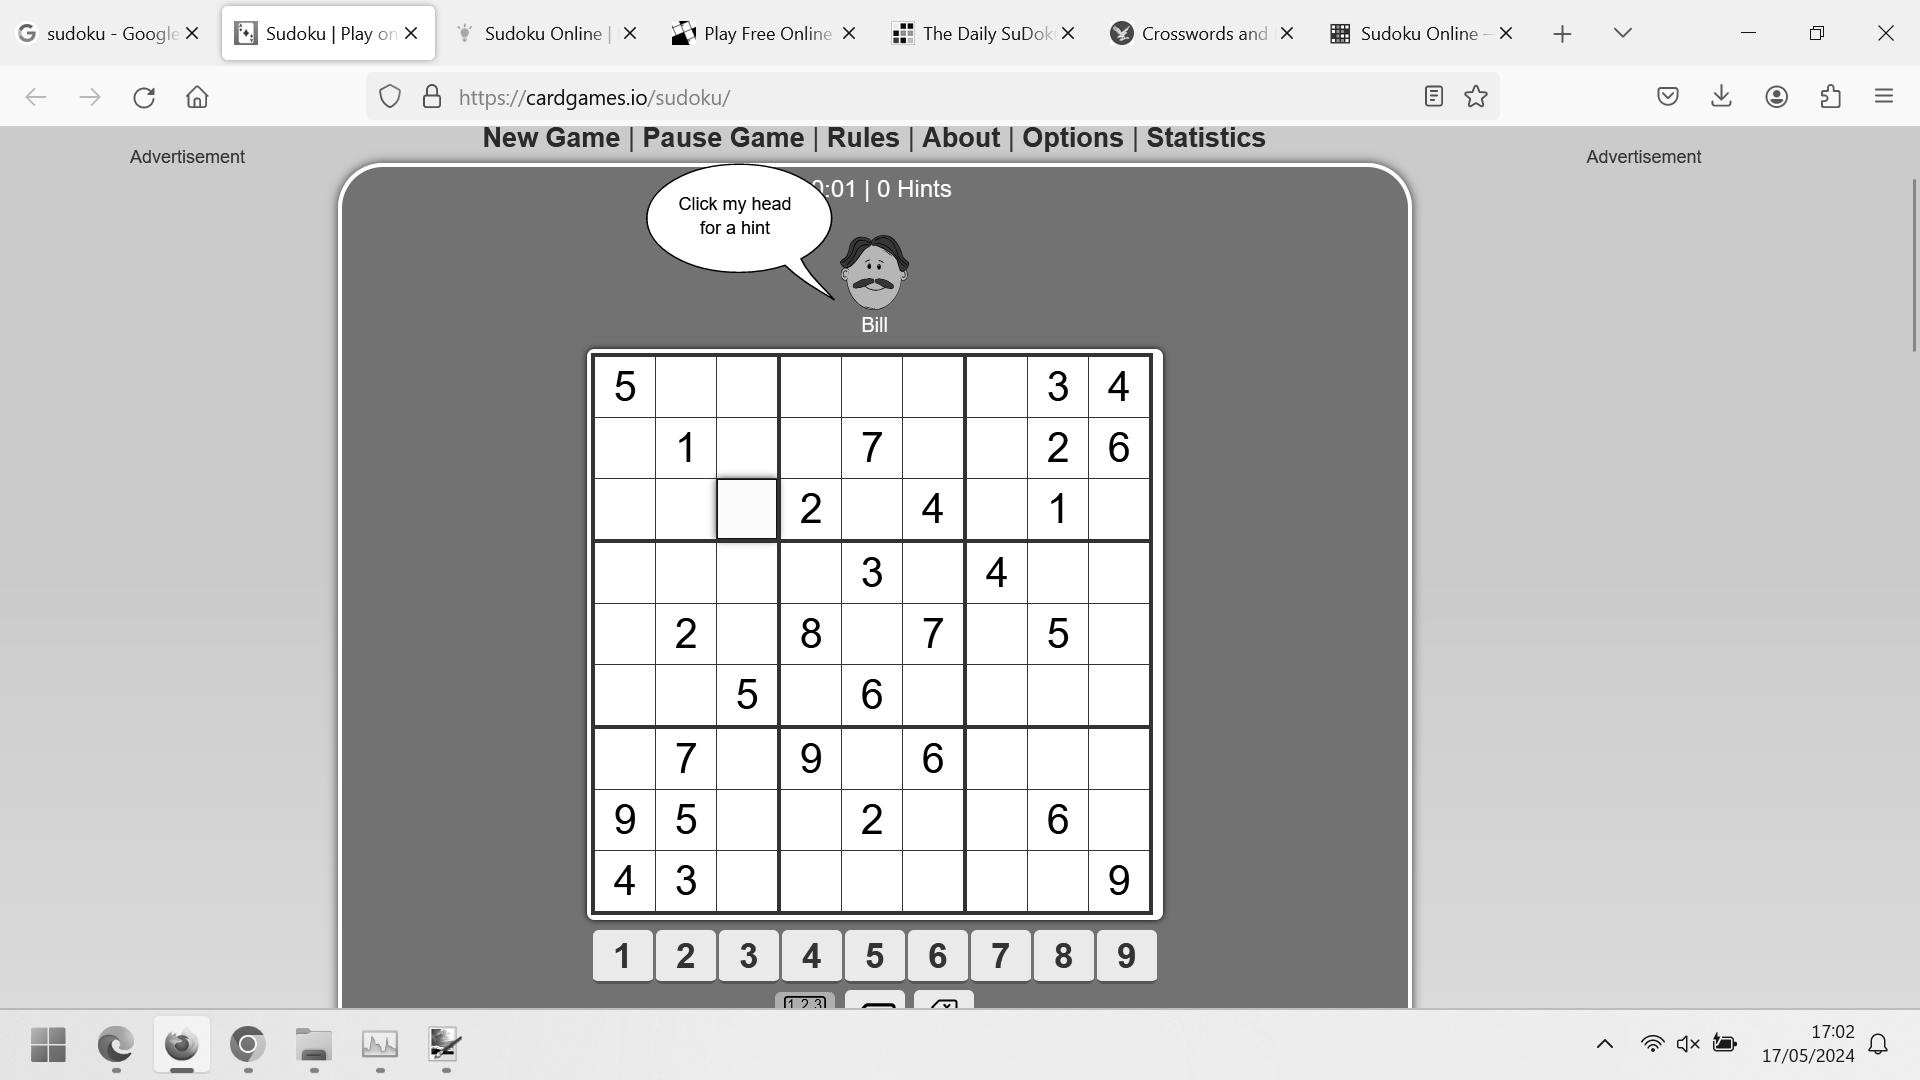 sudoku - Google
Sudoku | Play on
Sudoku Online |
Play Free Online
The Daily SuDok
Crosswords and
Sudoku Online –
https://cardgames.io/sudoku/
New Game | Pause Game | Rules | About | Options | Statistics
Advertisement
Advertisement
0:01 | 0 Hints
Click my head
for a hint
Bill
5 3 4
1 7 2 6
2 4 1
3 4
2 8 7 5
5 6
7 9 6
9 5 2 6
4 3 9
1 2 3 4 5 6 7 8 9
1 2 3
17:02
17/05/2024